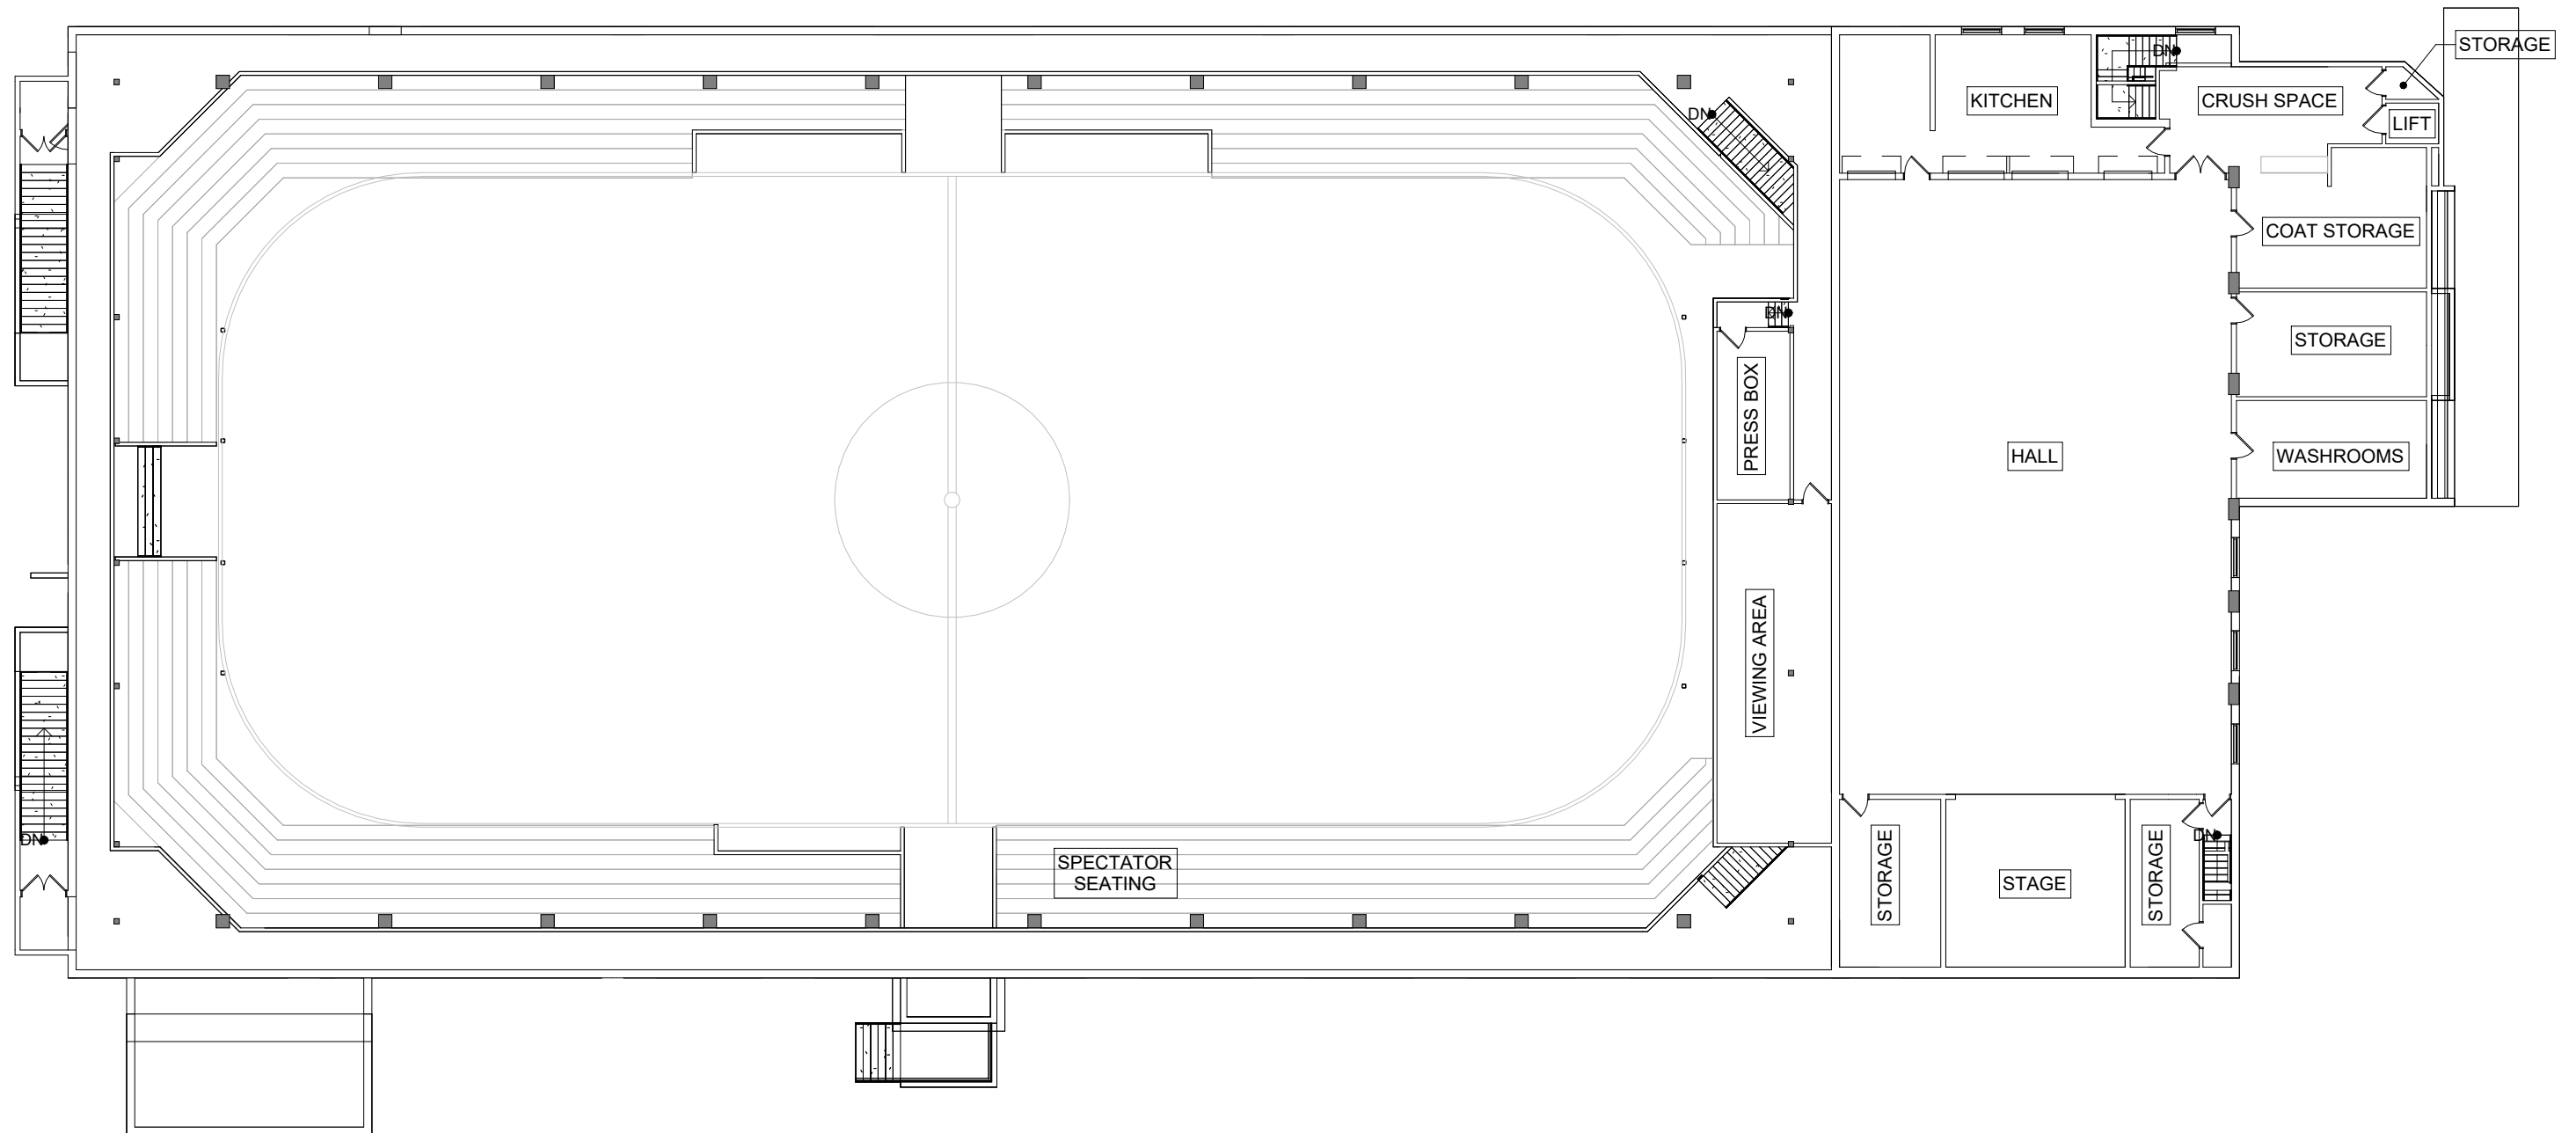 STORAGE
DN
KITCHEN
CRUSH SPACE
DN
LIFT
COAT STORAGE
DN
STORAGE
PRESS BOX
HALL
WASHROOMS
VIEWING AREA
DN
DN
SPECTATOR
SEATING
STORAGE
STAGE
STORAGE